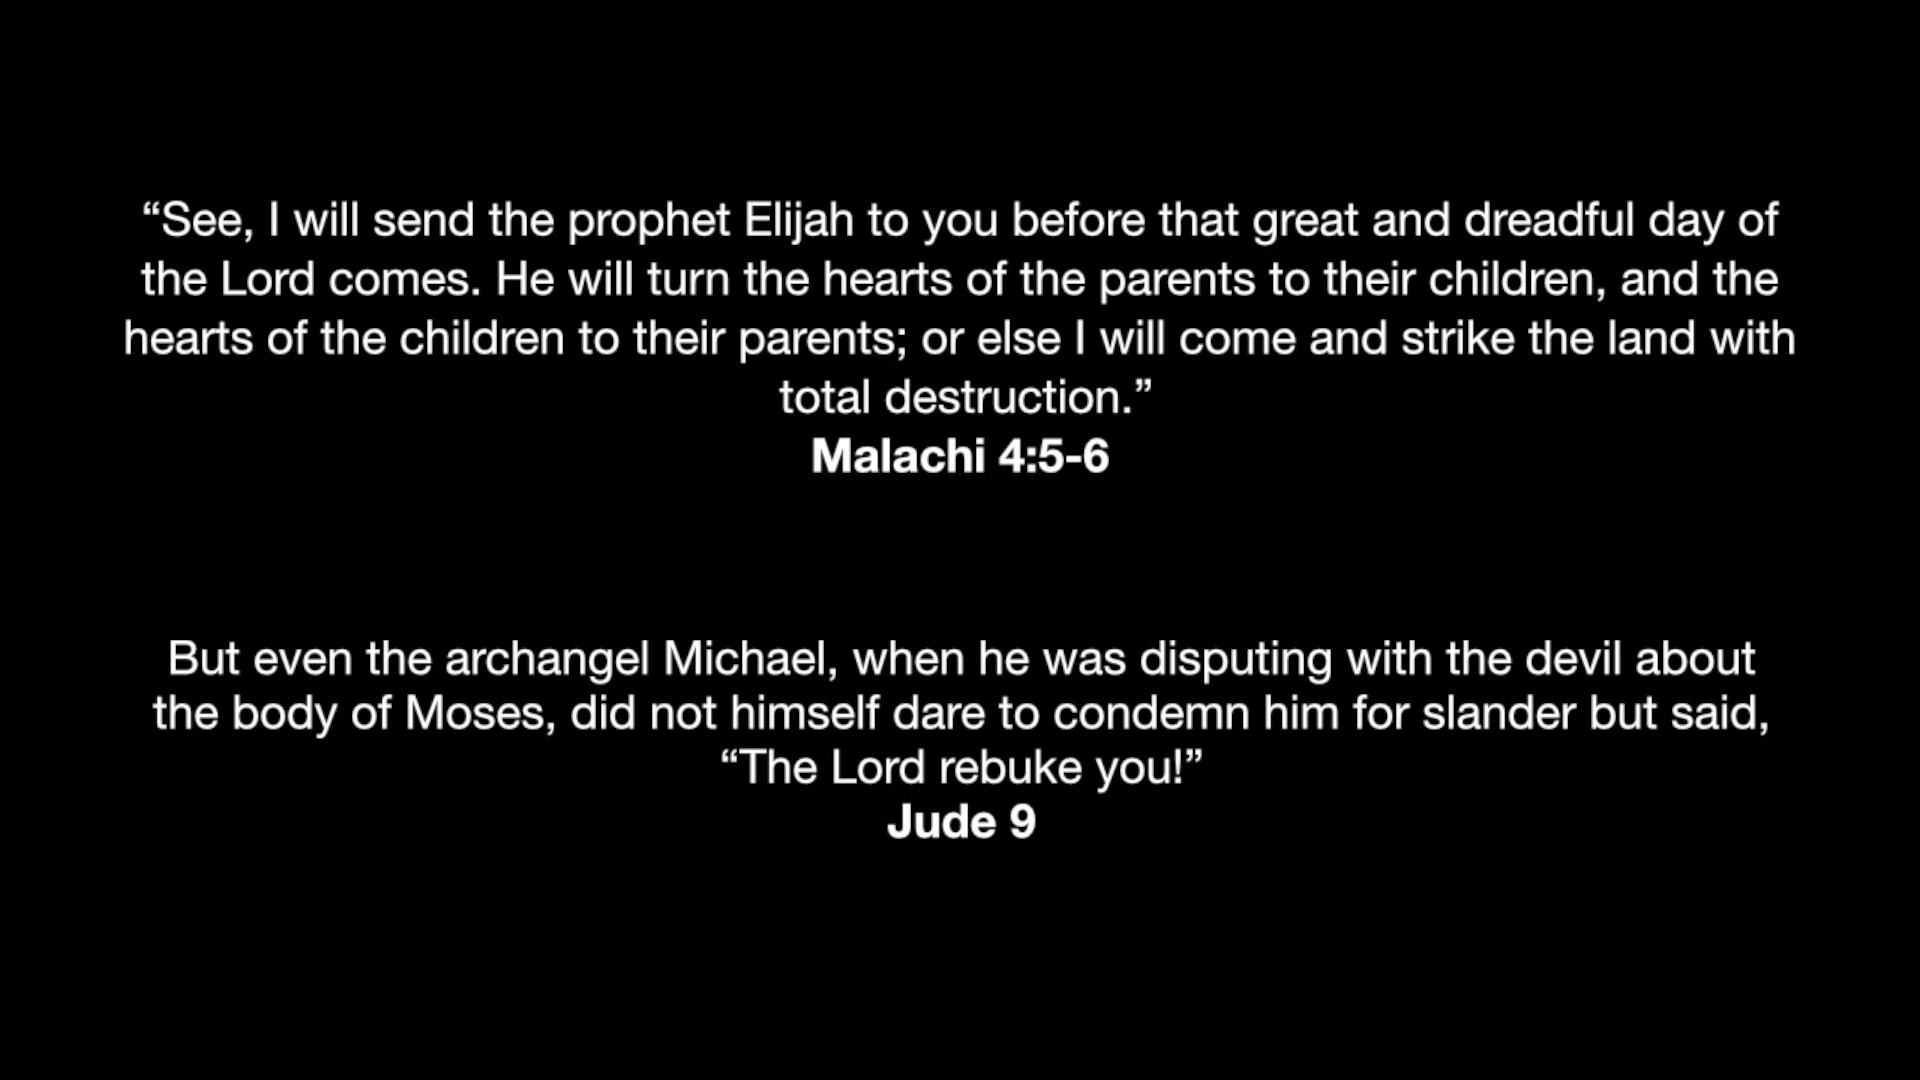 “See, I will send the prophet Elijah to you before that great and dreadful day of
the Lord comes. He will turn the hearts of the parents to their children, and the
hearts of the children to their parents; or else I will come and strike the land with
total destruction.”
Malachi 4:5-6
But even the archangel Michael, when he was disputing with the devil about
the body of Moses, did not himself dare to condemn him for slander but said,
“The Lord rebuke you!”
Jude 9